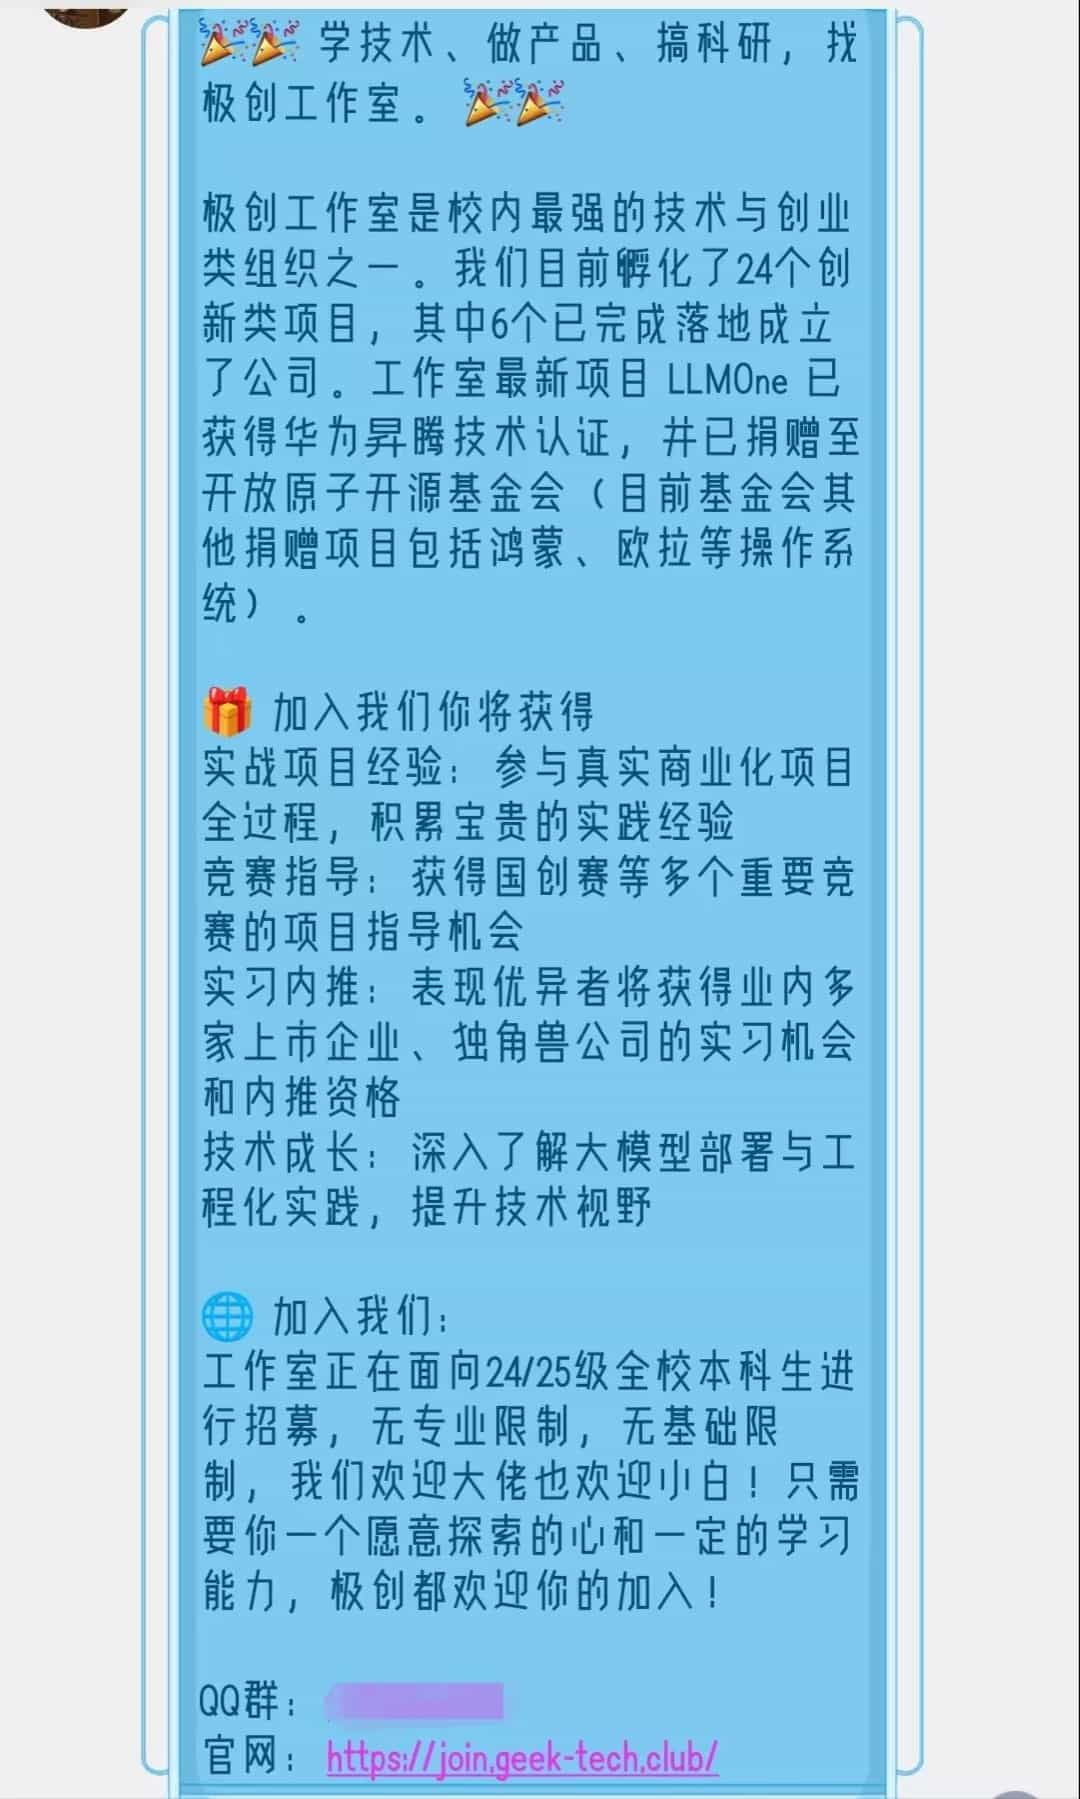 🎉🎉 学技术、做产品、搞科研，找
极创工作室。🎉🎉
极创工作室是校内最强的技术与创业
类组织之一。我们目前孵化了24个创
新类项目，其中6个已完成落地成立
了公司。工作室最新项目 LLMOne 已
获得华为昇腾技术认证，并已捐赠至
开放原子开源基金会（目前基金会其
他捐赠项目包括鸿蒙、欧拉等操作系
统）。
🎁 加入我们你将获得
实战项目经验：参与真实商业化项目
全过程，积累宝贵的实践经验
竞赛指导：获得国创赛等多个重要竞
赛的项目指导机会
实习内推：表现优异者将获得业内多
家上市企业、独角兽公司的实习机会
和内推资格
技术成长：深入了解大模型部署与工
程化实践，提升技术视野
🌐 加入我们：
工作室正在面向24/25级全校本科生进
行招募，无专业限制，无基础限
制，我们欢迎大佬也欢迎小白！只需
要你一个愿意探索的心和一定的学习
能力，极创都欢迎你的加入！
QQ群：
官网：https://join.geek-tech.club/